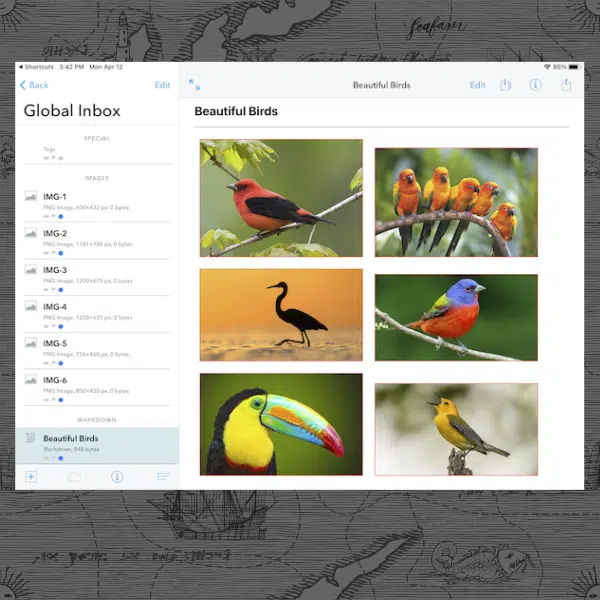 seafarer
◀ Shortcuts 3:42 PM Mon Apr 12
85%
Back
Edit
Beautiful Birds
Edit
Global Inbox
Beautiful Birds
SPECIAL
Tags
IMAGES
IMG-1
PNG Image, 600×432 px, 0 bytes
IMG-2
PNG Image, 1181×786 px, 0 bytes
IMG-3
PNG Image, 1200×675 px, 0 bytes
IMG-4
PNG Image, 1200×625 px, 0 bytes
IMG-5
PNG Image, 736×460 px, 0 bytes
IMG-6
PNG Image, 800×450 px, 0 bytes
MARKDOWN
Beautiful Birds
Markdown, 948 bytes